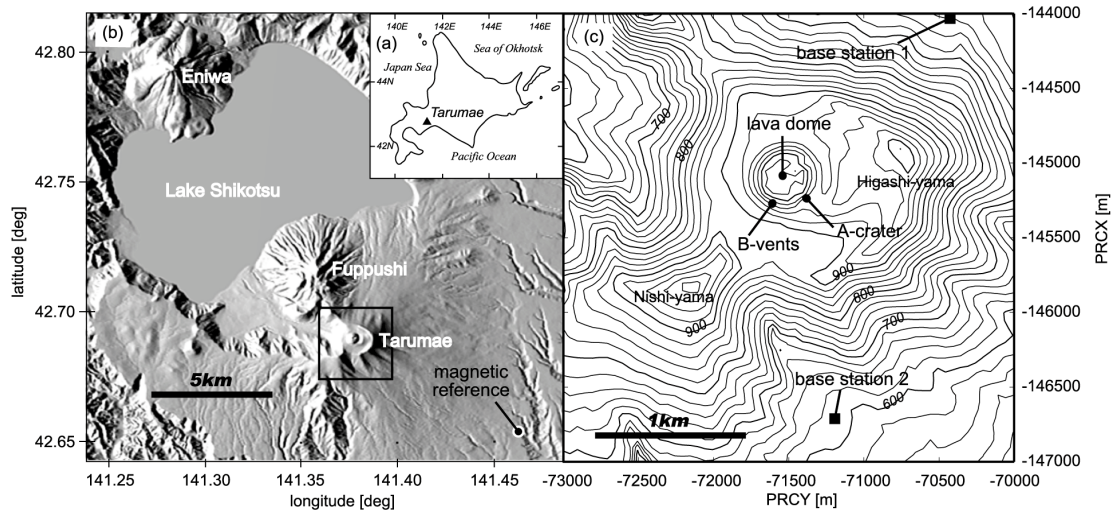 (b)
Eniwa
Lake Shikotsu
Fuppushi
Tarumae
magnetic
reference
5km
42.80
42.75
42.70
42.65
latitude [deg]
141.25
141.30
141.35
141.40
141.45
longitude [deg]
140E
142E
144E
146E
(a)
Sea of Okhotsk
Japan Sea
44N
Tarumae
42N
Pacific Ocean
(c)
base station 1
700
800
lava dome
Higashi-yama
A-crater
B-vents
900
Nishi-yama
800
900
700
base station 2
600
1km
-144000
-144500
-145000
-145500
-146000
-146500
-147000
PRCX [m]
-73000
-72500
-72000
-71500
-71000
-70500
-70000
PRCY [m]